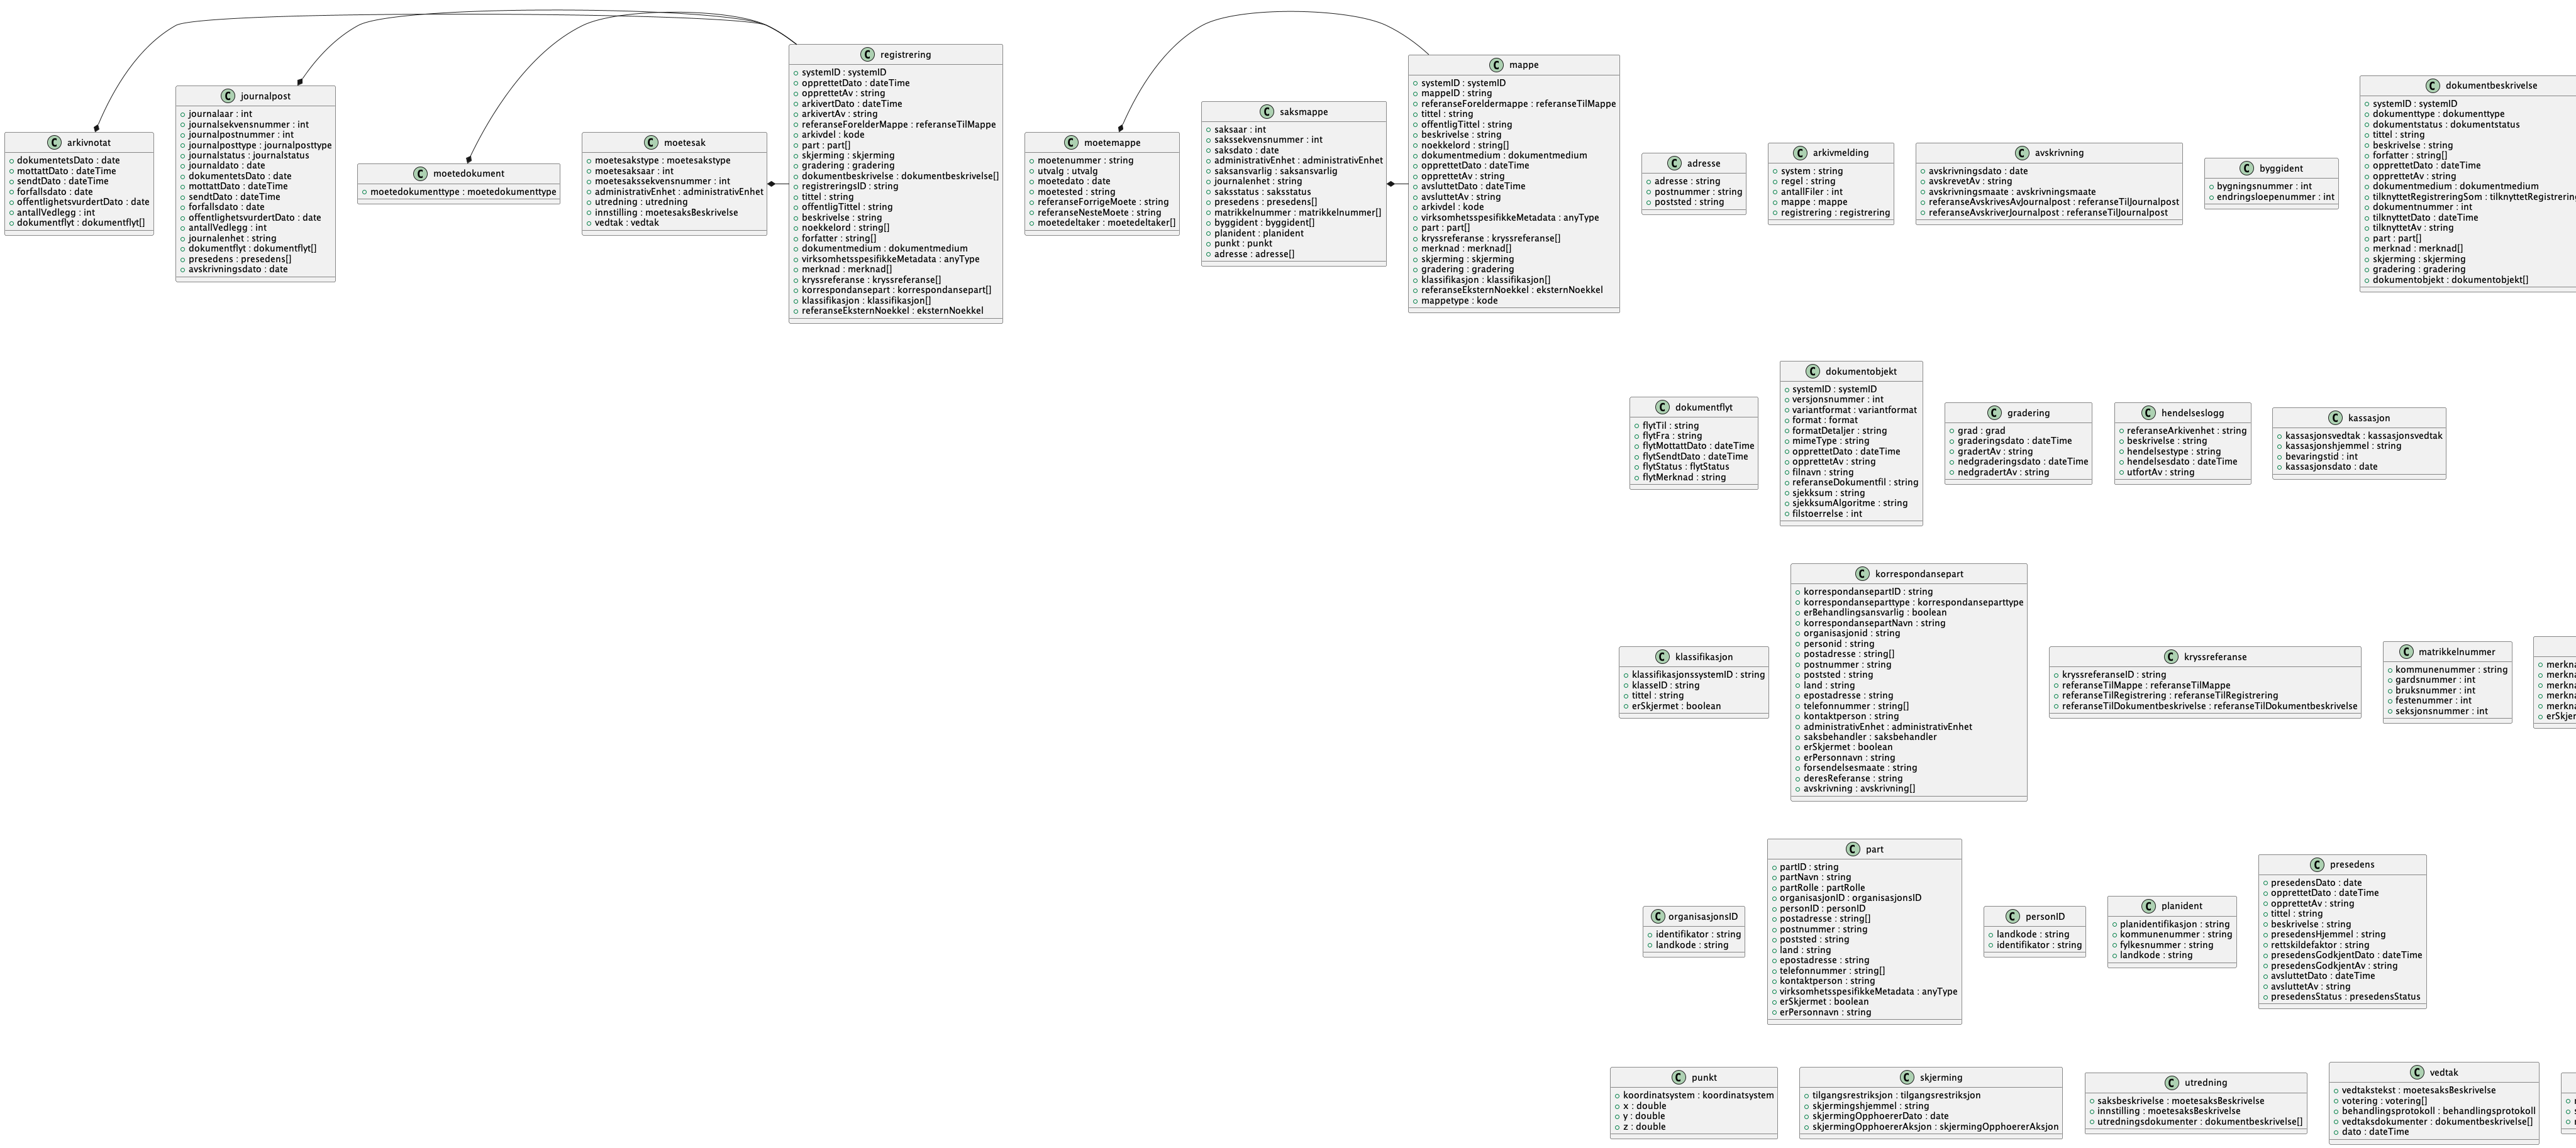 C registrering
systemID : systemID
opprettetDato : dateTime
opprettetAv : string
arkivertDato : dateTime
arkivertAv : string
referanseForelderMappe : referanseTilMappe
arkivdel : kode
part : part[]
skjerming : skjerming
gradering : gradering
dokumentbeskrivelse : dokumentbeskrivelse[]
registreringsID : string
tittel : string
offentligTittel : string
beskrivelse : string
noekkelord : string[]
forfatter : string[]
dokumentmedium : dokumentmedium
virksomhetsspesifikkeMetadata : anyType
merknad : merknad[]
kryssreferanse : kryssreferanse[]
korrespondansepart : korrespondansepart[]
klassifikasjon : klassifikasjon[]
referanseEksternNoekkel : eksternNoekkel
C mappe
systemID : systemID
mappeID : string
referanseForeldermappe : referanseTilMappe
tittel : string
offentligTittel : string
beskrivelse : string
noekkelord : string[]
dokumentmedium : dokumentmedium
opprettetDato : dateTime
opprettetAv : string
avsluttetDato : dateTime
avsluttetAv : string
arkivdel : kode
virksomhetsspesifikkMetadata : anyType
part : part[]
kryssreferanse : kryssreferanse[]
merknad : merknad[]
skjerming : skjerming
gradering : gradering
klassifikasjon : klassifikasjon[]
referanseEksternNoekkel : eksternNoekkel
mappetype : kode
C arkivnotat
dokumentetsDato : date
mottattDato : dateTime
sendtDato : dateTime
forfallsdato : date
offenlighetsvurdertDato : date
antallVedlegg : int
dokumentflyt : dokumentflyt[]
C journalpost
journalaar : int
journalsekvensnummer : int
journalpostnummer : int
journalposttype : journalposttype
journalstatus : journalstatus
journaldato : date
dokumentetsDato : date
mottattDato : dateTime
sendtDato : dateTime
forfallsdato : date
offentlighetsvurdertDato : date
antallVedlegg : int
journalenhet : string
dokumentflyt : dokumentflyt[]
presedens : presedens[]
avskrivningsdato : date
C moetedokument
moetedokumenttype : moetedokumenttype
C moetesak
moetesakstype : moetesakstype
moetesaksaar : int
moetesakssekvensnummer : int
administrativEnhet : administrativEnhet
utredning : utredning
innstilling : moetesaksBeskrivelse
vedtak : vedtak
C moetemappe
moetenummer : string
utvalg : utvalg
moetedato : date
moetested : string
referanseForrigeMoete : string
referanseNesteMoete : string
moetedeltaker : moetedeltaker[]
C saksmappe
saksaar : int
sakssekvensnummer : int
saksdato : date
administrativEnhet : administrativEnhet
saksansvarlig : saksansvarlig
journalenhet : string
saksstatus : saksstatus
presedens : presedens[]
matrikkelnummer : matrikkelnummer[]
byggident : byggident[]
planident : planident
punkt : punkt
adresse : adresse[]
C adresse
adresse : string
postnummer : string
poststed : string
C arkivmelding
system : string
regel : string
antallFiler : int
mappe : mappe
registrering : registrering
C avskrivning
avskrivningsdato : date
avskrevetAv : string
avskrivningsmaate : avskrivningsmaate
referanseAvskrivesAvJournalpost : referanseTilJournalpost
referanseAvskriverJournalpost : referanseTilJournalpost
C byggident
bygningsnummer : int
endringsloepenummer : int
C dokumentbeskrivelse
systemID : systemID
dokumenttype : dokumenttype
dokumentstatus : dokumentstatus
tittel : string
beskrivelse : string
forfatter : string[]
opprettetDato : dateTime
opprettetAv : string
dokumentmedium : dokumentmedium
tilknyttetRegistreringSom : tilknyttetRegistrering
dokumentnummer : int
tilknyttetDato : dateTime
tilknyttetAv : string
part : part[]
merknad : merknad[]
skjerming : skjerming
gradering : gradering
dokumentobjekt : dokumentobjekt[]
C dokumentflyt
flytTil : string
flytFra : string
flytMottattDato : dateTime
flytSendtDato : dateTime
flytStatus : flytStatus
flytMerknad : string
C dokumentobjekt
systemID : systemID
versjonsnummer : int
variantformat : variantformat
format : format
formatDetaljer : string
mimeType : string
opprettetDato : dateTime
opprettetAv : string
filnavn : string
referanseDokumentfil : string
sjekksum : string
sjekksumAlgoritme : string
filstoerrelse : int
C gradering
grad : grad
graderingsdato : dateTime
gradertAv : string
nedgraderingsdato : dateTime
nedgradertAv : string
C hendelseslogg
referanseArkivenhet : string
beskrivelse : string
hendelsestype : string
hendelsesdato : dateTime
utfortAv : string
C kassasjon
kassasjonsvedtak : kassasjonsvedtak
kassasjonshjemmel : string
bevaringstid : int
kassasjonsdato : date
C klassifikasjon
klassifikasjonssystemID : string
klasseID : string
tittel : string
erSkjermet : boolean
C korrespondansepart
korrespondansepartID : string
korrespondanseparttype : korrespondanseparttype
erBehandlingsansvarlig : boolean
korrespondansepartNavn : string
organisasjonid : string
personid : string
postadresse : string[]
postnummer : string
poststed : string
land : string
epostadresse : string
telefonnummer : string[]
kontaktperson : string
administrativEnhet : administrativEnhet
saksbehandler : saksbehandler
erSkjermet : boolean
erPersonnavn : string
forsendelsesmaate : string
deresReferanse : string
avskrivning : avskrivning[]
C kryssreferanse
kryssreferanseID : string
referanseTilMappe : referanseTilMappe
referanseTilRegistrering : referanseTilRegistrering
referanseTilDokumentbeskrivelse : referanseTilDokumentbeskrivelse
C matrikkelnummer
kommunenummer : string
gardsnummer : int
bruksnummer : int
festenummer : int
seksjonsnummer : int
C organisasjonsID
identifikator : string
landkode : string
C part
partID : string
partNavn : string
partRolle : partRolle
organisasjonID : organisasjonsID
personID : personID
postadresse : string[]
postnummer : string
poststed : string
land : string
epostadresse : string
telefonnummer : string[]
kontaktperson : string
virksomhetsspesifikkeMetadata : anyType
erSkjermet : boolean
erPersonnavn : string
C personID
landkode : string
identifikator : string
C planident
planidentifikasjon : string
kommunenummer : string
fylkesnummer : string
landkode : string
C presedens
presedensDato : date
opprettetDato : dateTime
opprettetAv : string
tittel : string
beskrivelse : string
presedensHjemmel : string
rettskildefaktor : string
presedensGodkjentDato : dateTime
presedensGodkjentAv : string
avsluttetDato : dateTime
avsluttetAv : string
presedensStatus : presedensStatus
C punkt
koordinatsystem : koordinatsystem
x : double
y : double
z : double
C skjerming
tilgangsrestriksjon : tilgangsrestriksjon
skjermingshjemmel : string
skjermingOpphoererDato : date
skjermingOpphoererAksjon : skjermingOpphoererAksjon
C utredning
saksbeskrivelse : moetesaksBeskrivelse
innstilling : moetesaksBeskrivelse
utredningsdokumenter : dokumentbeskrivelse[]
C vedtak
vedtakstekst : moetesaksBeskrivelse
votering : votering[]
behandlingsprotokoll : behandlingsprotokoll
vedtaksdokumenter : dokumentbeskrivelse[]
dato : dateTime